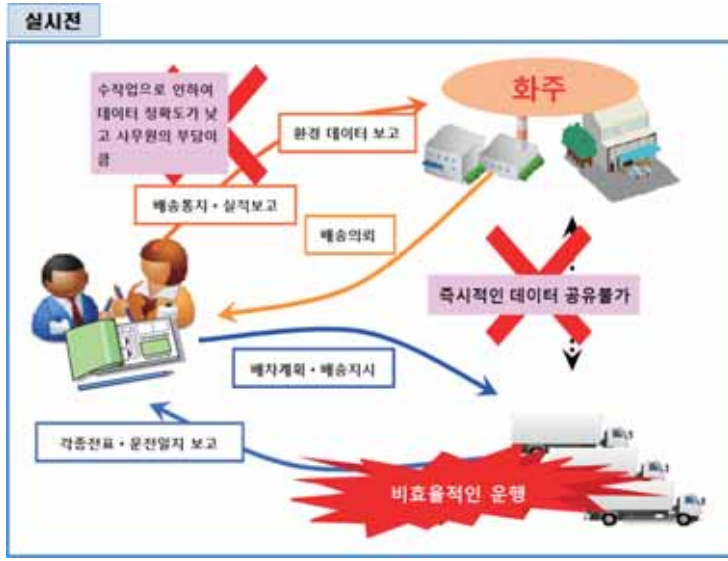 실시전
수작업으로 인하여
데이터 정확도가 낮
고 사무원의 부담이
큼
화주
환경 데이터 보고
배송통지·실적보고
배송의뢰
즉시적인 데이터 공유불가
배차계획·배송지시
각종전표·운전일지 보고
비효율적인 운행